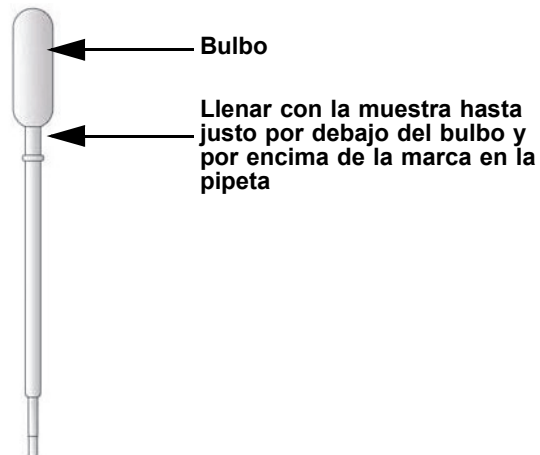 Bulbo
Llenar con la muestra hasta
justo por debajo del bulbo y
por encima de la marca en la
pipeta